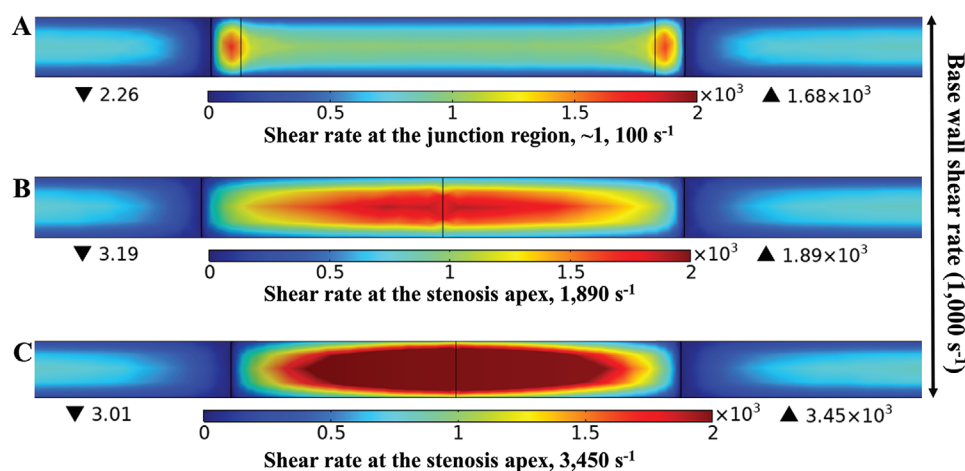 A
▼ 2.26
0 0.5 1 1.5 2
×10³
▲ 1.68×10³
Shear rate at the junction region, ~1, 100 s⁻¹
B
▼ 3.19
0 0.5 1 1.5 2
×10³
▲ 1.89×10³
Shear rate at the stenosis apex, 1,890 s⁻¹
C
▼ 3.01
0 0.5 1 1.5 2
×10³
▲ 3.45×10³
Shear rate at the stenosis apex, 3,450 s⁻¹
Base wall shear rate (1,000 s⁻¹)